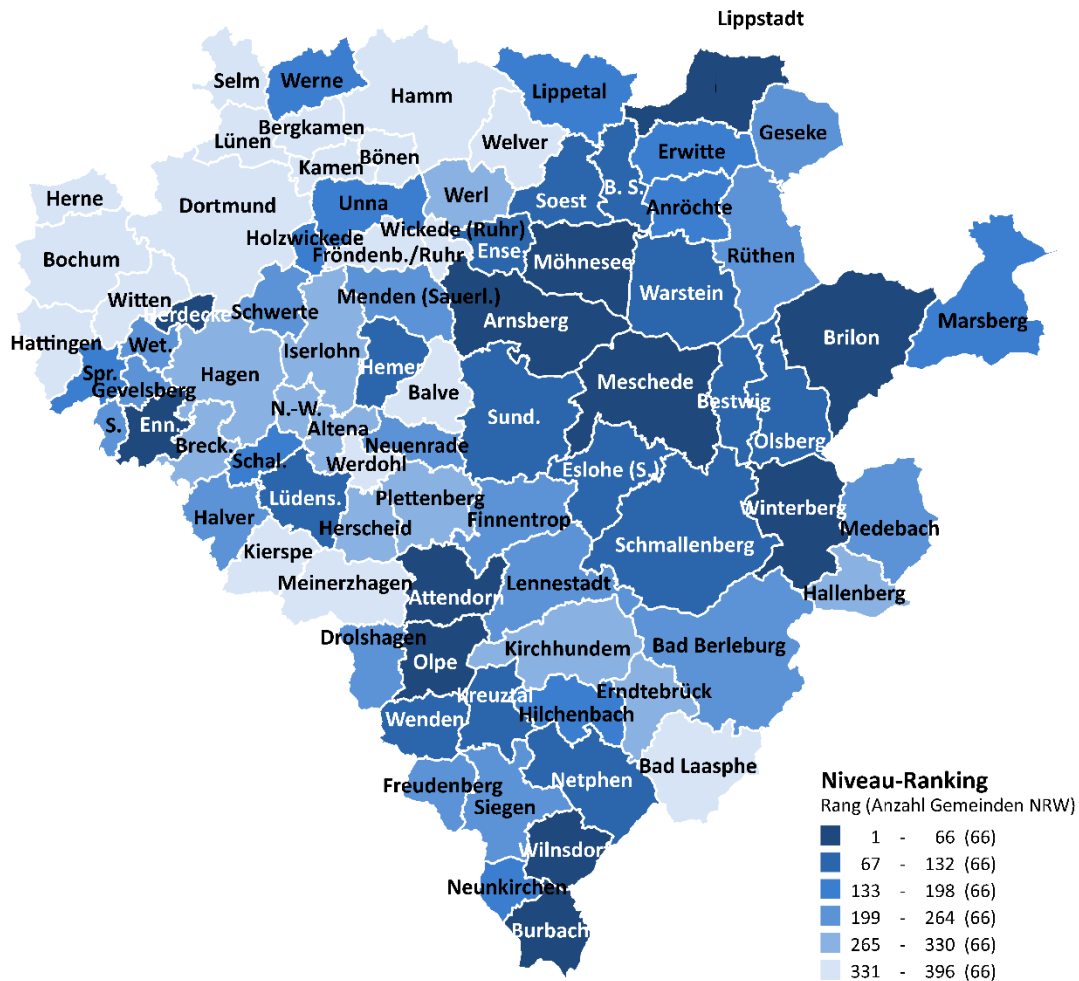 Lippstadt
Selm
Werne
Hamm
Lippetal
Bergkamen
Lünen
Welver
Geseke
Erwitte
Kamen
Bönen
Werl
Herne
Dortmund
Unna
Soest
B. S.
Anröchte
Holzwickede
Wickede (Ruhr)
Fröndenb./Ruhr
Ense
Möhnesee
Rüthen
Bochum
Witten
Herdecke
Schwerte
Menden (Sauerl.)
Warstein
Arnsberg
Marsberg
Brilon
Hattingen
Wet.
Iserlohn
Hemer
Spr.
Gevelsberg
Hagen
Balve
Meschede
Bestwig
S.
Enn.
N.-W.
Altena
Sund.
Olsberg
Breck.
Schal.
Neuenrade
Werdohl
Eslohe (S.)
Lüdens.
Plettenberg
Winterberg
Halver
Herscheid
Finnentrop
Medebach
Kierspe
Schmallenberg
Meinerzhagen
Attendorn
Lennestadt
Hallenberg
Drolshagen
Kirchhundem
Bad Berleburg
Olpe
Kreuztal
Erndtebrück
Wenden
Hilchenbach
Bad Laasphe
Netphen
Freudenberg
Siegen
Wilnsdorf
Neunkirchen
Burbach
Niveau-Ranking
Rang (Anzahl Gemeinden NRW)
1 - 66 (66)
67 - 132 (66)
133 - 198 (66)
199 - 264 (66)
265 - 330 (66)
331 - 396 (66)